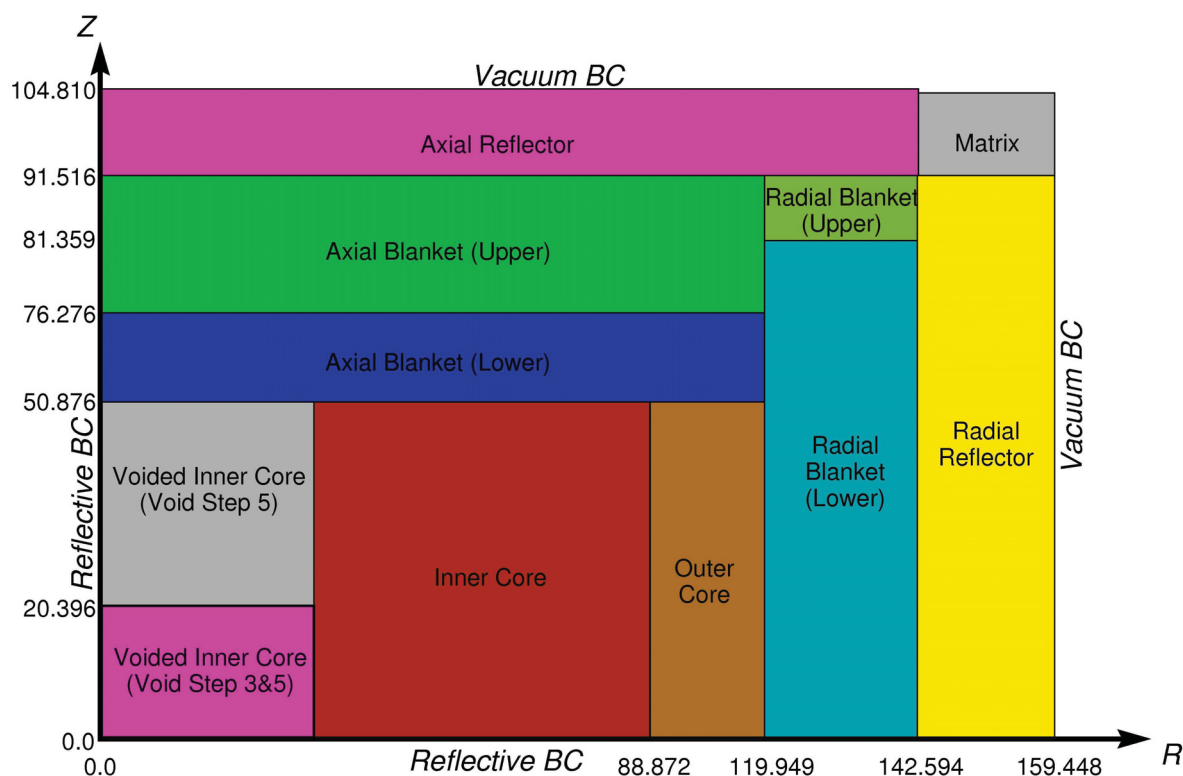 Z
104.810
Vacuum BC
Axial Reflector
Matrix
91.516
Radial Blanket
(Upper)
81.359
Axial Blanket (Upper)
76.276
Axial Blanket (Lower)
50.876
Reflective BC
Vacuum BC
Voided Inner Core
(Void Step 5)
Radial
Blanket
(Lower)
Radial
Reflector
Inner Core
Outer
Core
20.396
Voided Inner Core
(Void Step 3&5)
0.0
0.0
Reflective BC
88.872
119.949
142.594
159.448
R